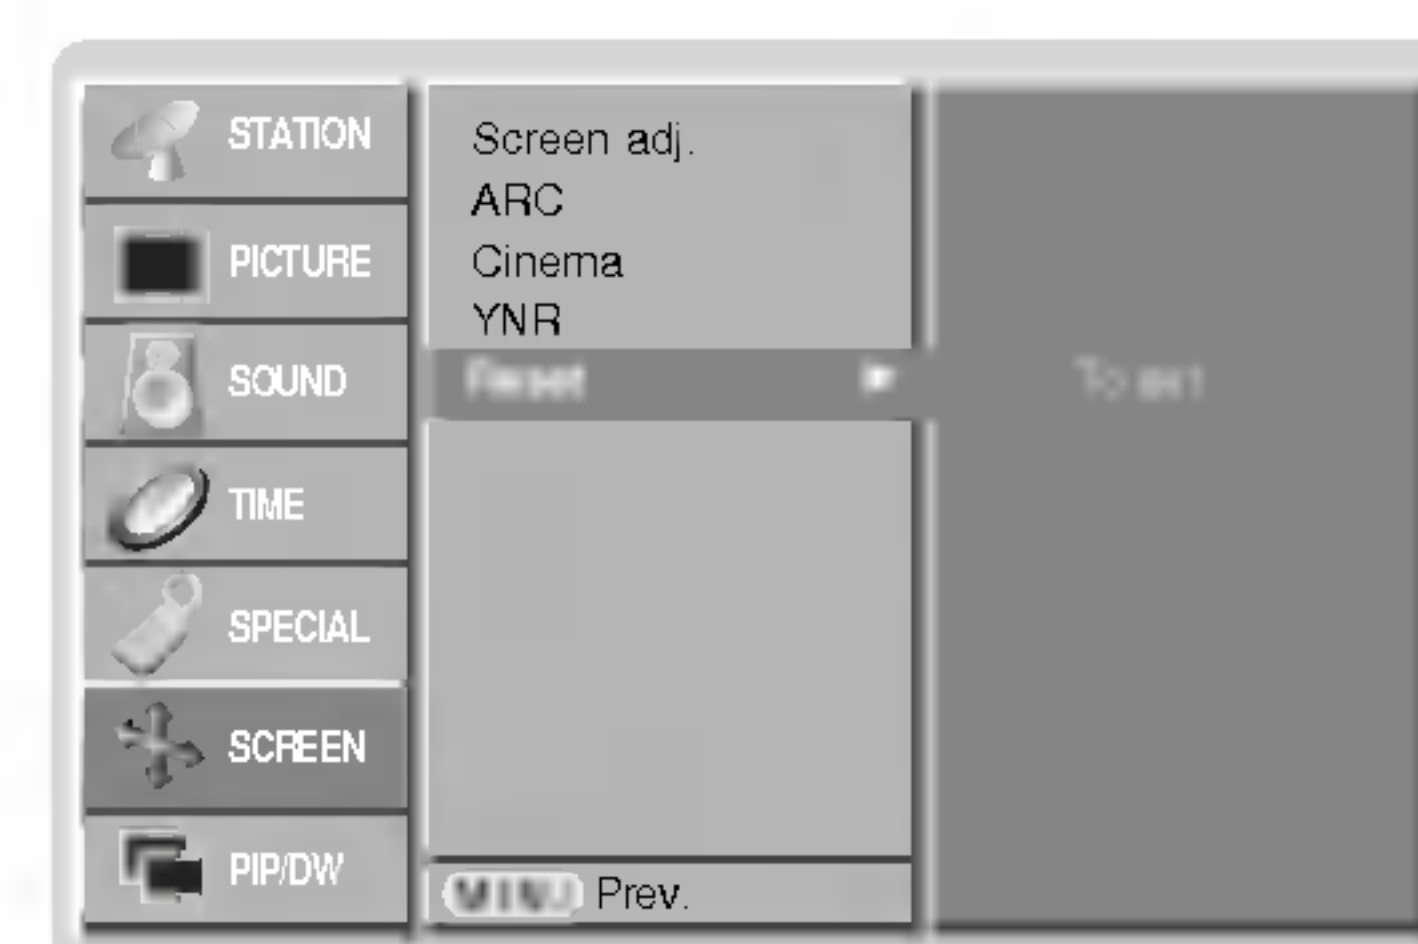 STATION
PICTURE
SOUND
TIME
SPECIAL
SCREEN
PIP/DW
Screen adj.
ARC
Cinema
YNR
Reset
To set
Prev.